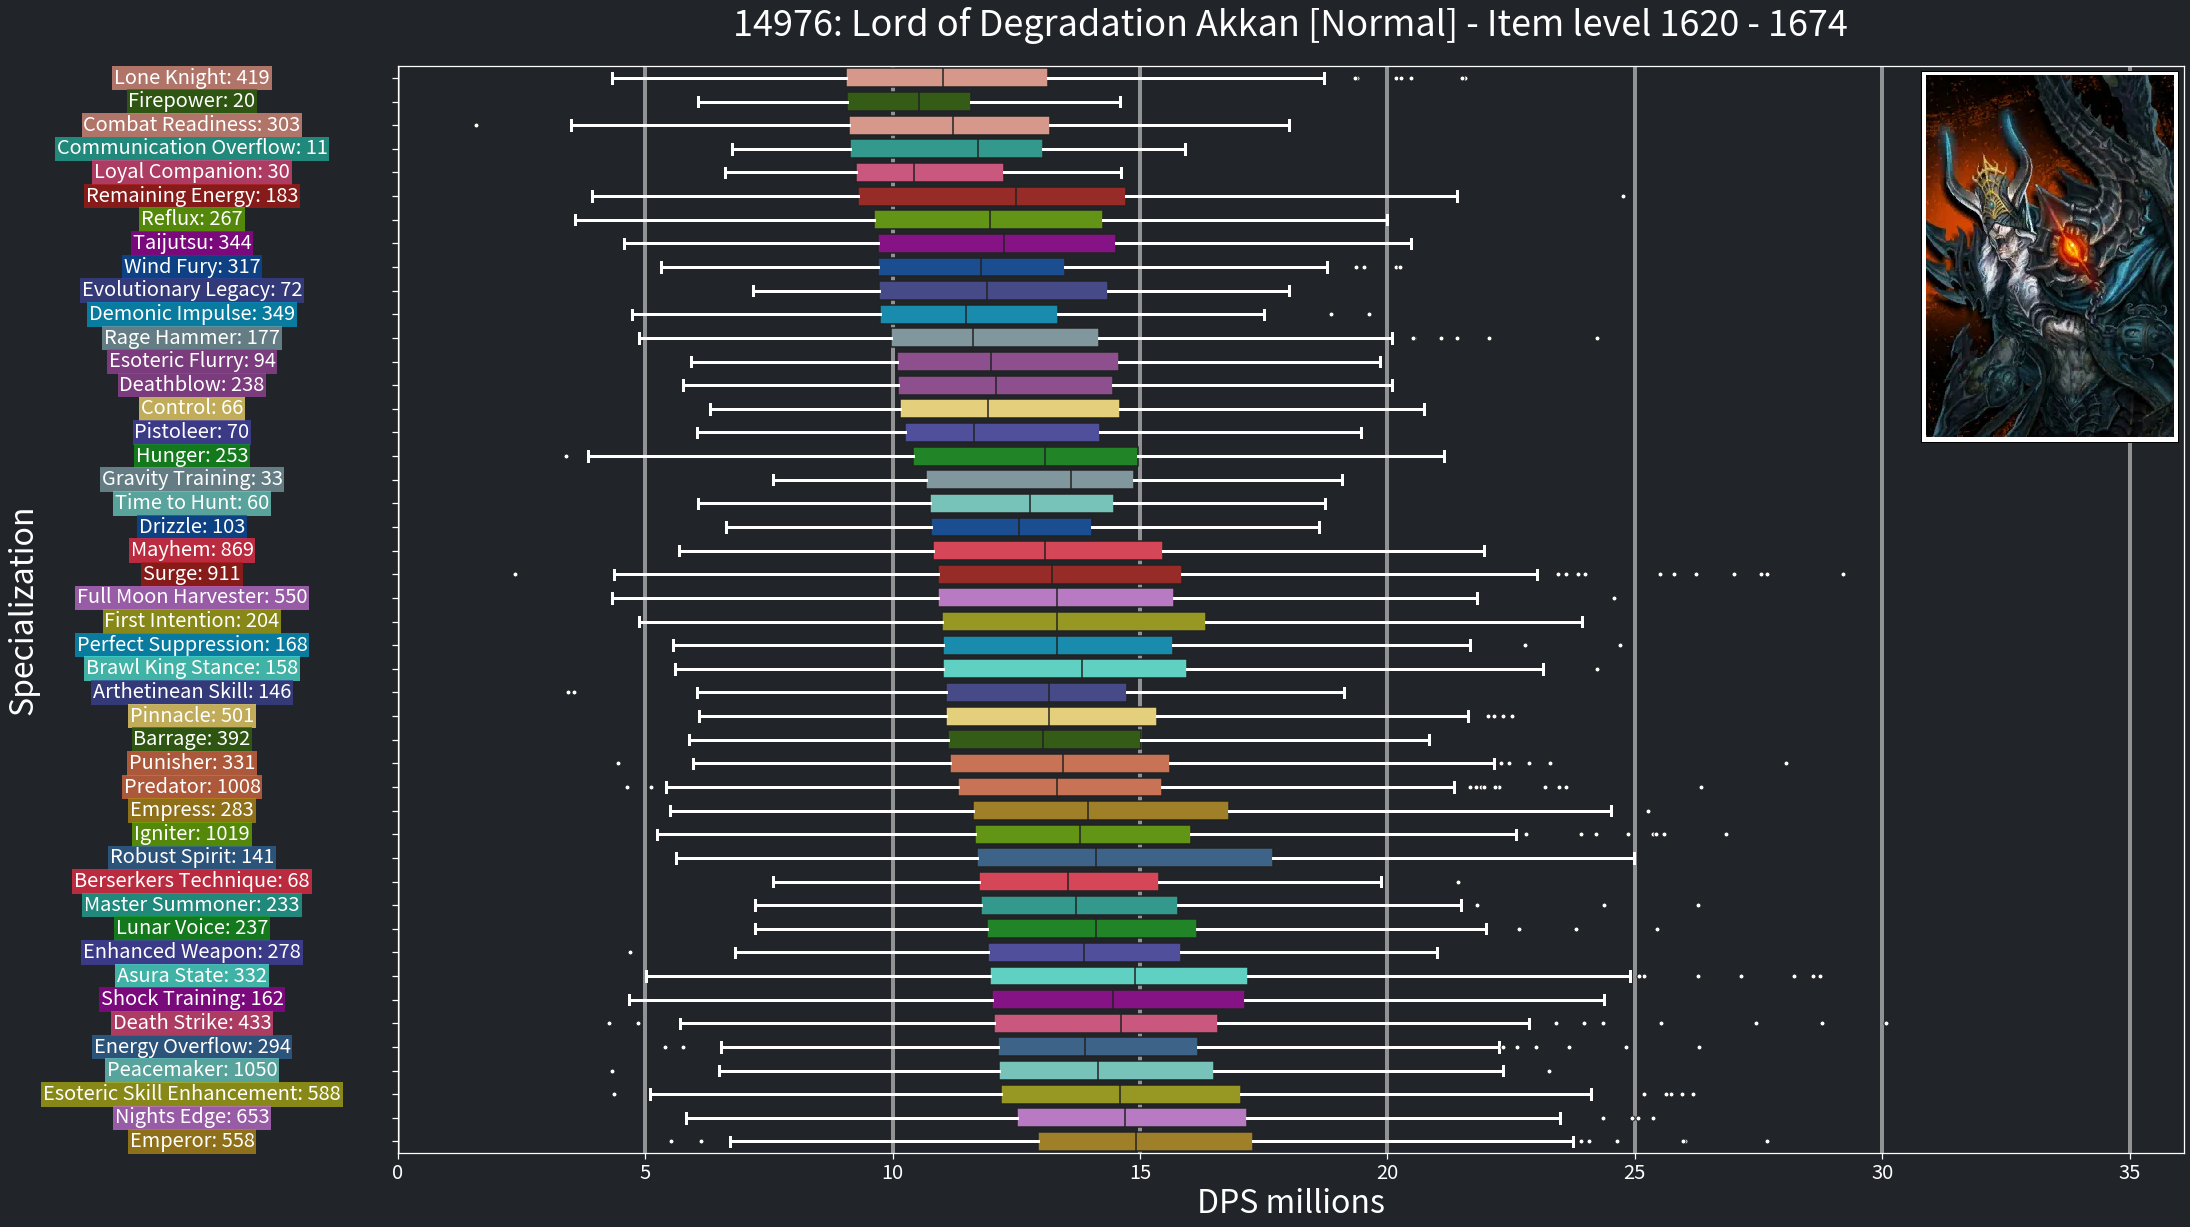 14976: Lord of Degradation Akkan [Normal] - Item level 1620 - 1674
Lone Knight: 419
Firepower: 20
Combat Readiness: 303
Communication Overflow: 11
Loyal Companion: 30
Remaining Energy: 183
Reflux: 267
Taijutsu: 344
Wind Fury: 317
Evolutionary Legacy: 72
Demonic Impulse: 349
Rage Hammer: 177
Esoteric Flurry: 94
Deathblow: 238
Control: 66
Pistoleer: 70
Hunger: 253
Gravity Training: 33
Time to Hunt: 60
Drizzle: 103
Mayhem: 869
Surge: 911
Full Moon Harvester: 550
First Intention: 204
Perfect Suppression: 168
Brawl King Stance: 158
Arthetinean Skill: 146
Pinnacle: 501
Barrage: 392
Punisher: 331
Predator: 1008
Empress: 283
Igniter: 1019
Robust Spirit: 141
Berserkers Technique: 68
Master Summoner: 233
Lunar Voice: 237
Enhanced Weapon: 278
Asura State: 332
Shock Training: 162
Death Strike: 433
Energy Overflow: 294
Peacemaker: 1050
Esoteric Skill Enhancement: 588
Nights Edge: 653
Emperor: 558
Specialization
0 5 10 15 20 25 30 35
DPS millions